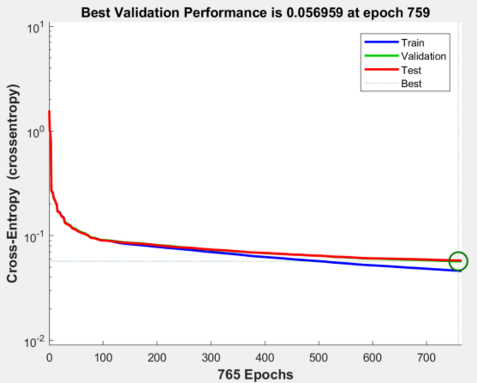 Best Validation Performance is 0.056959 at epoch 759
Cross-Entropy (crossentropy)
10^1
10^0
10^-1
10^-2
Train
Validation
Test
Best
0 100 200 300 400 500 600 700
765 Epochs